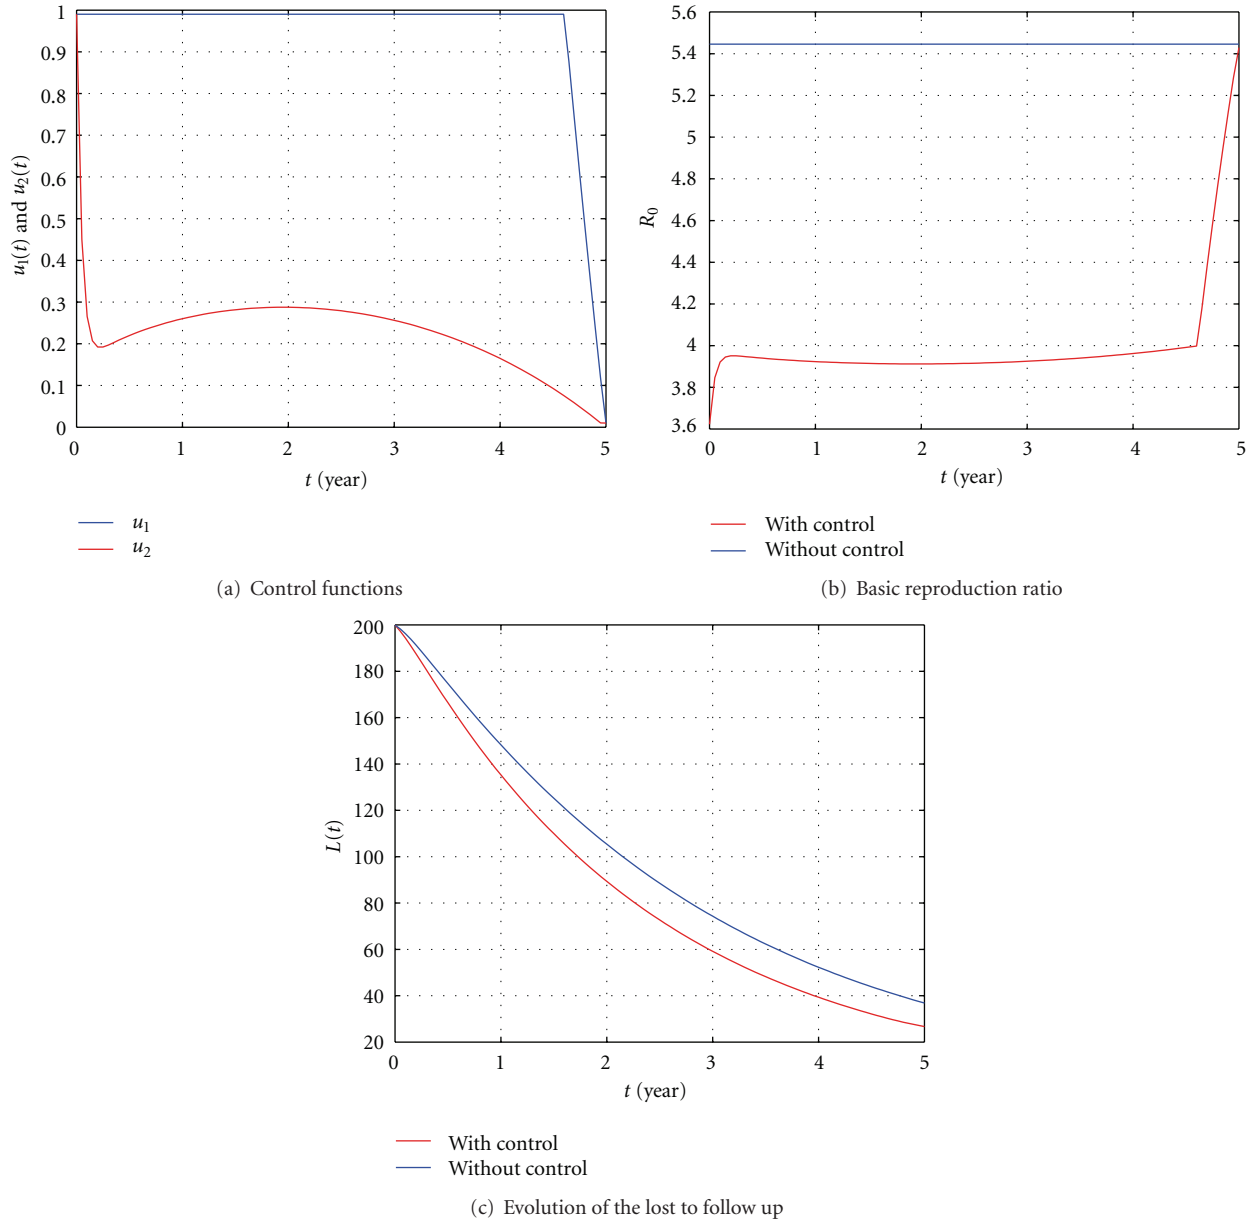 1
0.9
0.8
0.7
0.6
0.5
0.4
0.3
0.2
0.1
0
u₁(t) and u₂(t)
0 1 2 3 4 5
t (year)
u₁
u₂
(a) Control functions
5.6
5.4
5.2
5
4.8
4.6
4.4
4.2
4
3.8
3.6
R₀
0 1 2 3 4 5
t (year)
With control
Without control
(b) Basic reproduction ratio
200
180
160
140
120
100
80
60
40
20
L(t)
0 1 2 3 4 5
t (year)
With control
Without control
(c) Evolution of the lost to follow up